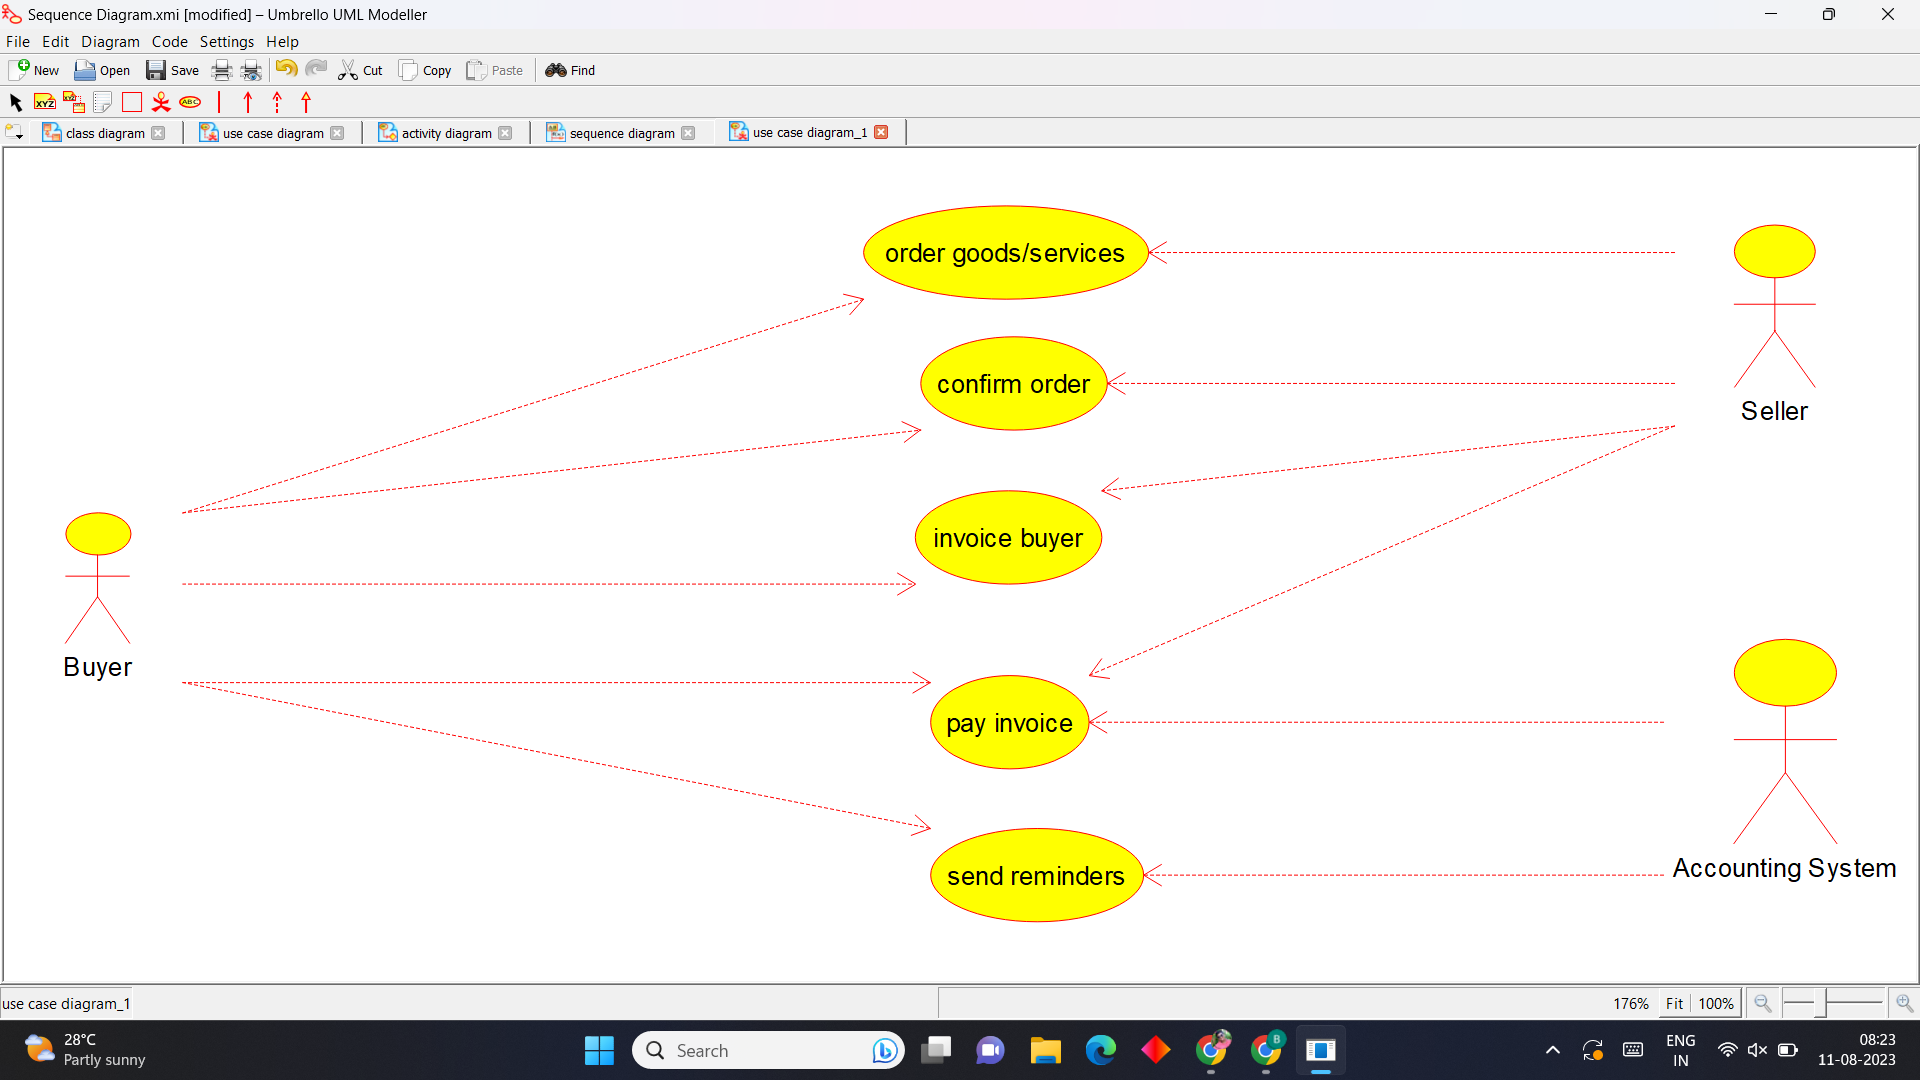 Sequence Diagram.xmi [modified] – Umbrello UML Modeller
File Edit Diagram Code Settings Help
New Open Save Cut Copy Paste Find
XYZ XYZ ABC
class diagram use case diagram activity diagram sequence diagram use case diagram_1
order goods/services
confirm order
Seller
invoice buyer
Buyer
pay invoice
Accounting System
send reminders
use case diagram_1 176% Fit 100%
28°C
Partly sunny
Search
B
ENG
IN
08:23
11-08-2023